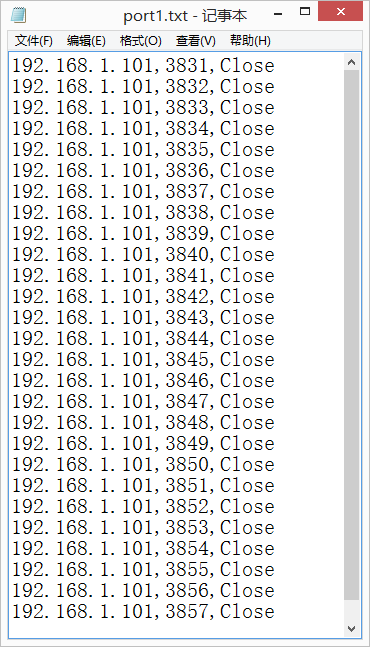 port1.txt - 记事本
文件(F) 编辑(E) 格式(O) 查看(V) 帮助(H)
192.168.1.101,3831,Close
192.168.1.101,3832,Close
192.168.1.101,3833,Close
192.168.1.101,3834,Close
192.168.1.101,3835,Close
192.168.1.101,3836,Close
192.168.1.101,3837,Close
192.168.1.101,3838,Close
192.168.1.101,3839,Close
192.168.1.101,3840,Close
192.168.1.101,3841,Close
192.168.1.101,3842,Close
192.168.1.101,3843,Close
192.168.1.101,3844,Close
192.168.1.101,3845,Close
192.168.1.101,3846,Close
192.168.1.101,3847,Close
192.168.1.101,3848,Close
192.168.1.101,3849,Close
192.168.1.101,3850,Close
192.168.1.101,3851,Close
192.168.1.101,3852,Close
192.168.1.101,3853,Close
192.168.1.101,3854,Close
192.168.1.101,3855,Close
192.168.1.101,3856,Close
192.168.1.101,3857,Close